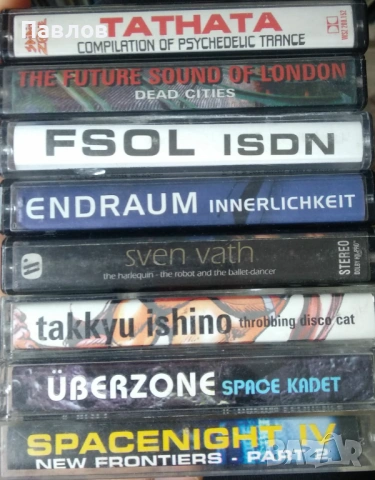 Павлов
TATHATA
COMPILATION OF PSYCHEDELIC TRANCE
THE FUTURE SOUND OF LONDON
DEAD CITIES
FSOL ISDN
ENDRAUM INNERLICHKEIT
sven vath
the harlequin - the robot and the ballet-dancer
STEREO
takkyu ishino throbbing disco cat
ÜBERZONE SPACE KADET
SPACENIGHT IV
NEW FRONTIERS - PART 2